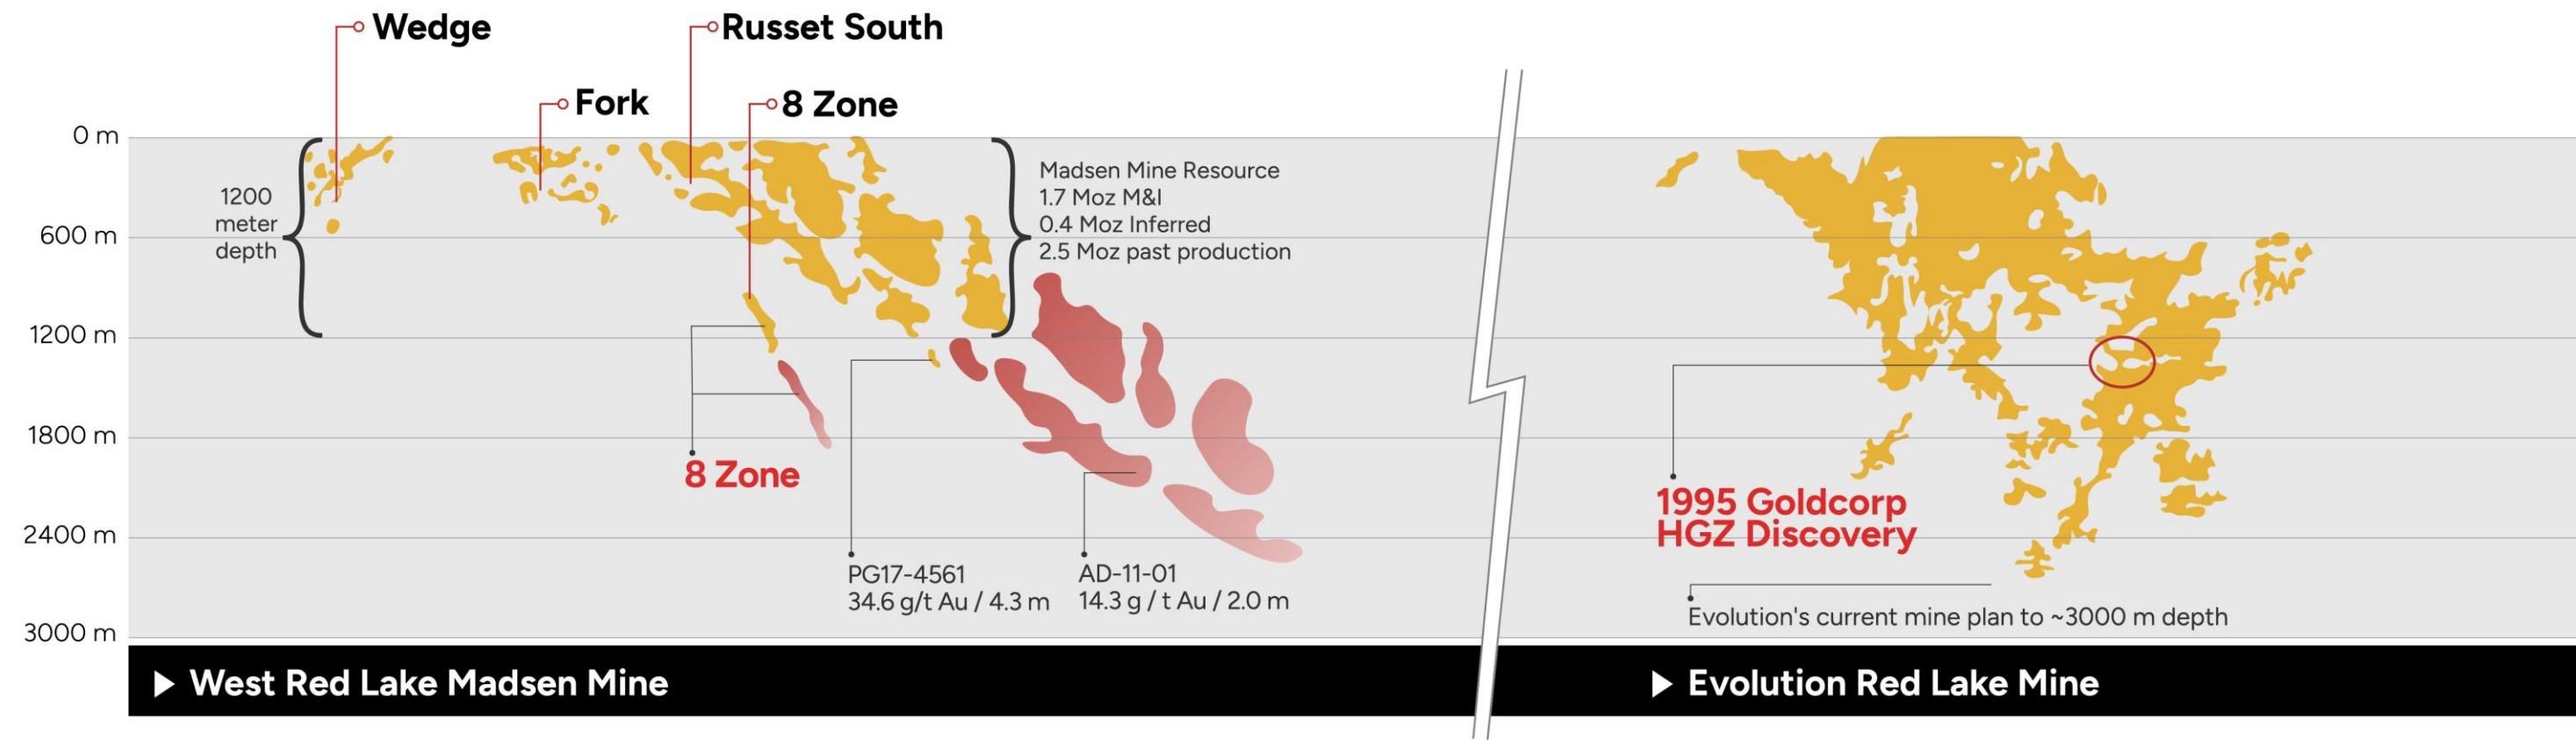 Wedge
Russet South
Fork
8 Zone
0 m
600 m
1200 m
1800 m
2400 m
3000 m
1200
meter
depth
Madsen Mine Resource
1.7 Moz M&I
0.4 Moz Inferred
2.5 Moz past production
8 Zone
PG17-4561
34.6 g/t Au / 4.3 m
AD-11-01
14.3 g / t Au / 2.0 m
1995 Goldcorp
HGZ Discovery
Evolution's current mine plan to ~3000 m depth
West Red Lake Madsen Mine
Evolution Red Lake Mine